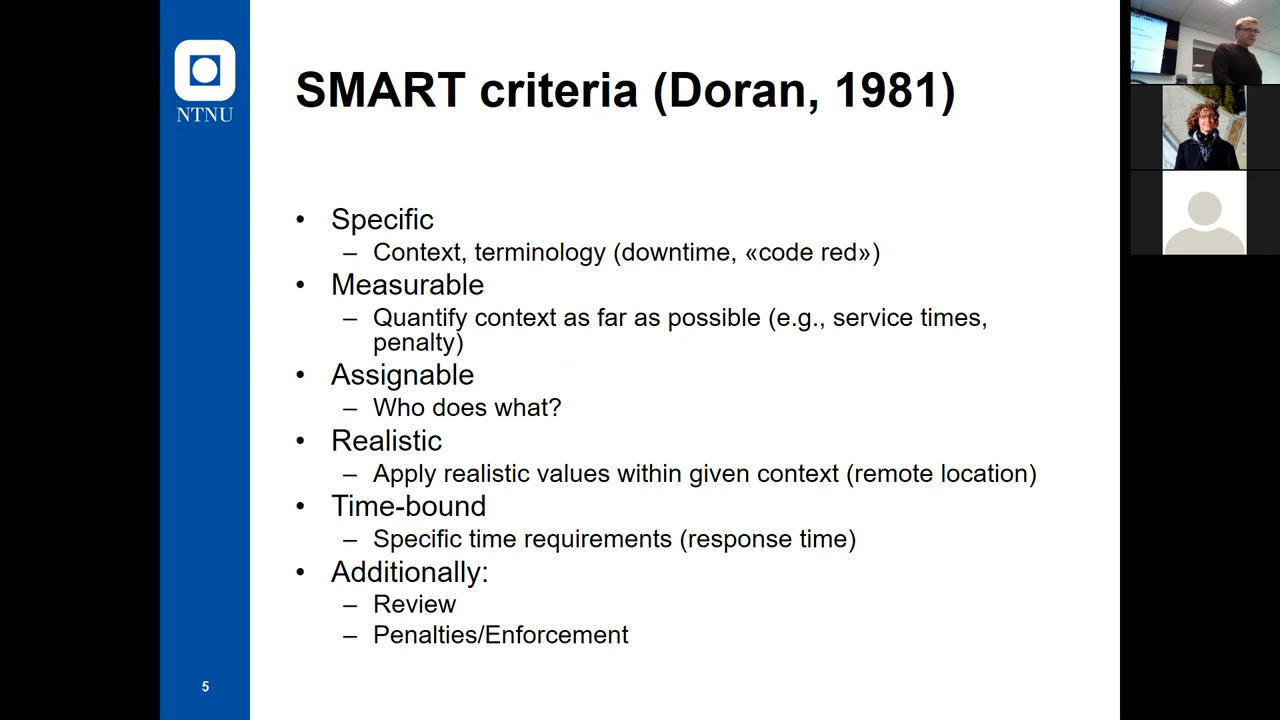 NTNU
SMART criteria (Doran, 1981)
• Specific
– Context, terminology (downtime, «code red»)
• Measurable
– Quantify context as far as possible (e.g., service times,
penalty)
• Assignable
– Who does what?
• Realistic
– Apply realistic values within given context (remote location)
• Time-bound
– Specific time requirements (response time)
• Additionally:
– Review
– Penalties/Enforcement
5